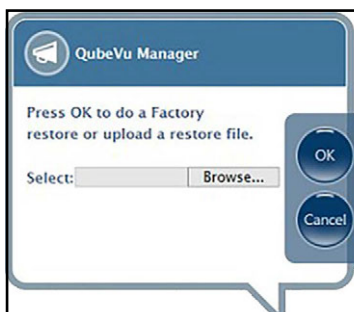 QubeVu Manager
Press OK to do a Factory
restore or upload a restore file.
Select: Browse...
OK
Cancel